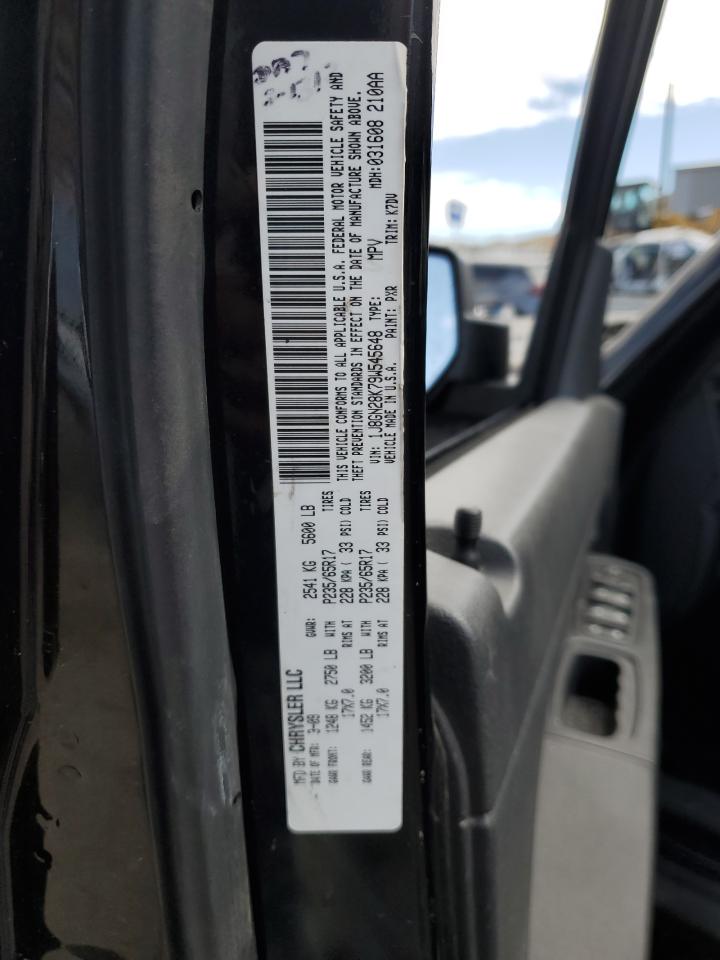 MFD BY CHRYSLER LLC
DATE OF MFR: 3-09 GVWR: 2541 KG 5600 LB
GAWR FRONT: 1248 KG 2750 LB WITH P235/65R17 TIRES
17X7.0 RIMS AT 228 KPA ( 33 PSI) COLD
GAWR REAR: 1452 KG 3200 LB WITH P235/65R17 TIRES
17X7.0 RIMS AT 228 KPA ( 33 PSI) COLD
THIS VEHICLE CONFORMS TO ALL APPLICABLE U.S.A. FEDERAL MOTOR VEHICLE SAFETY AND
THEFT PREVENTION STANDARDS IN EFFECT ON THE DATE OF MANUFACTURE SHOWN ABOVE.
VIN: 1J8GN28K79W545648 TYPE: MPV MDH: 031608 210AA
VEHICLE MADE IN U.S.A. PAINT: PXR TRIM: K7DV